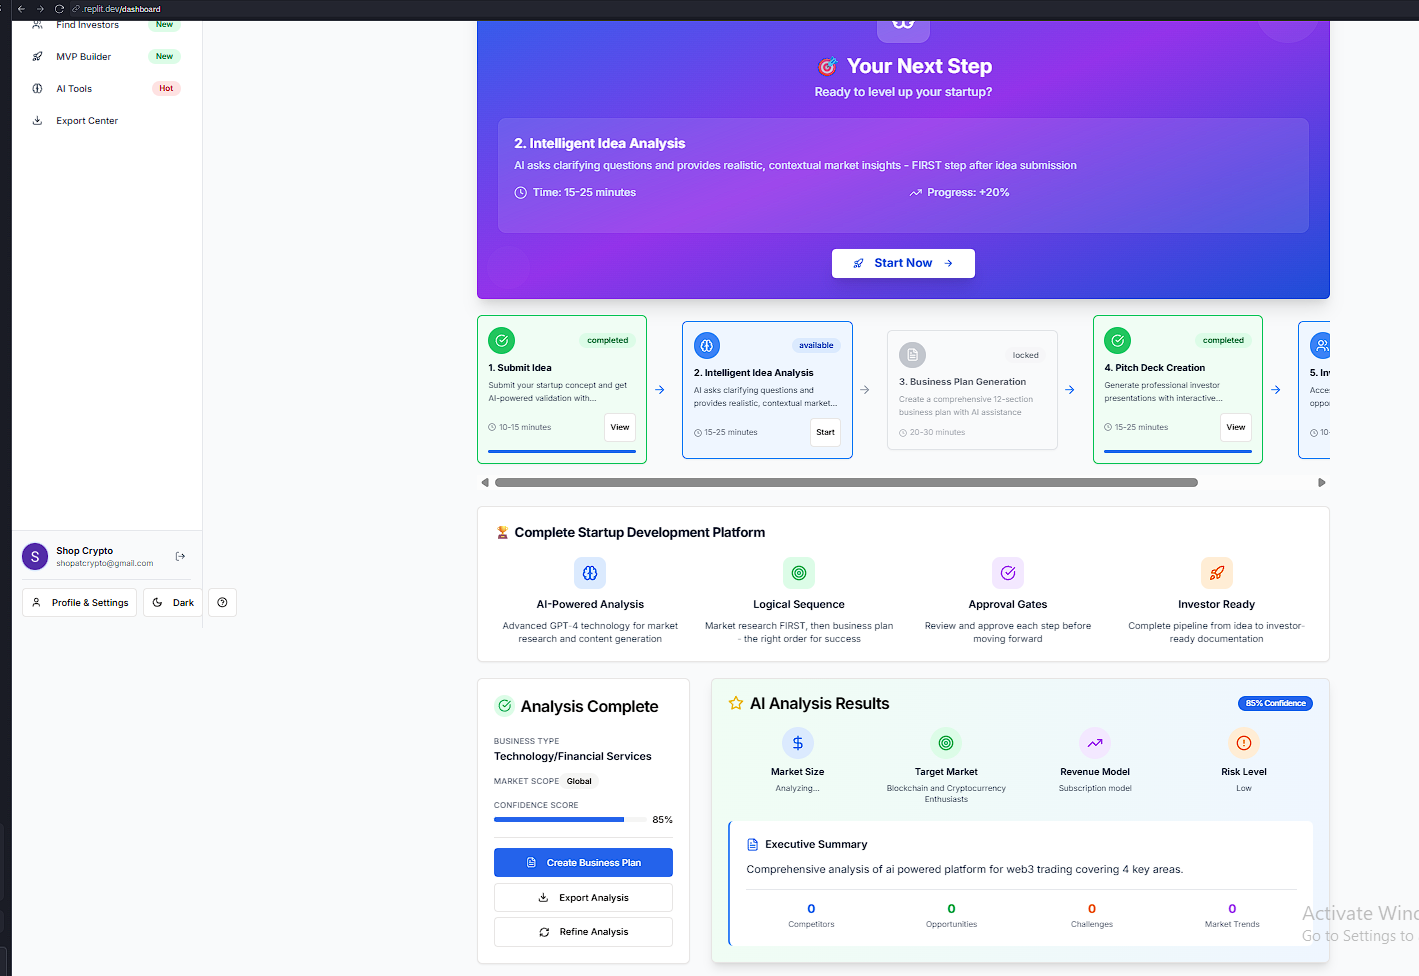 .replit.dev/dashboard
Find Investors New
MVP Builder New
AI Tools Hot
Export Center
S
Shop Crypto
shopatcrypto@gmail.com
Profile & Settings
Dark
🎯 Your Next Step
Ready to level up your startup?
2. Intelligent Idea Analysis
AI asks clarifying questions and provides realistic, contextual market insights - FIRST step after idea submission
Time: 15-25 minutes
Progress: +20%
Start Now
completed
1. Submit Idea
Submit your startup concept and get
AI-powered validation with...
10-15 minutes
View
available
2. Intelligent Idea Analysis
AI asks clarifying questions and
provides realistic, contextual market...
15-25 minutes
Start
locked
3. Business Plan Generation
Create a comprehensive 12-section
business plan with AI assistance
20-30 minutes
completed
4. Pitch Deck Creation
Generate professional investor
presentations with interactive...
15-25 minutes
View
5. In
Acce
oppo
10-
🏆 Complete Startup Development Platform
AI-Powered Analysis
Advanced GPT-4 technology for market
research and content generation
Logical Sequence
Market research FIRST, then business plan
- the right order for success
Approval Gates
Review and approve each step before
moving forward
Investor Ready
Complete pipeline from idea to investor-
ready documentation
Analysis Complete
BUSINESS TYPE
Technology/Financial Services
MARKET SCOPE Global
CONFIDENCE SCORE
85%
Create Business Plan
Export Analysis
Refine Analysis
AI Analysis Results
85% Confidence
Market Size
Analyzing...
Target Market
Blockchain and Cryptocurrency
Enthusiasts
Revenue Model
Subscription model
Risk Level
Low
Executive Summary
Comprehensive analysis of ai powered platform for web3 trading covering 4 key areas.
0
Competitors
0
Opportunities
0
Challenges
0
Market Trends
Activate Wind
Go to Settings to